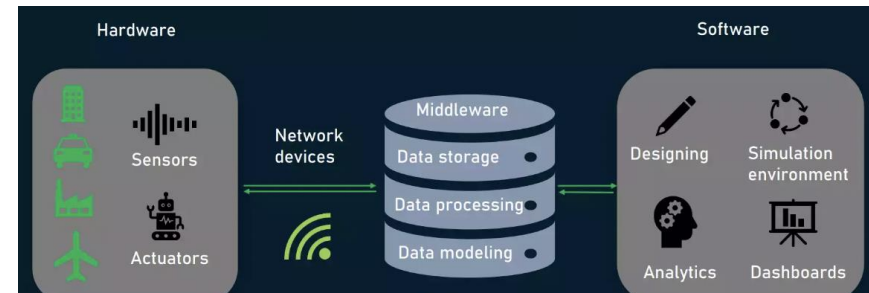 Hardware
Software
Sensors
Actuators
Network
devices
Middleware
Data storage
Data processing
Data modeling
Designing
Simulation
environment
Analytics
Dashboards